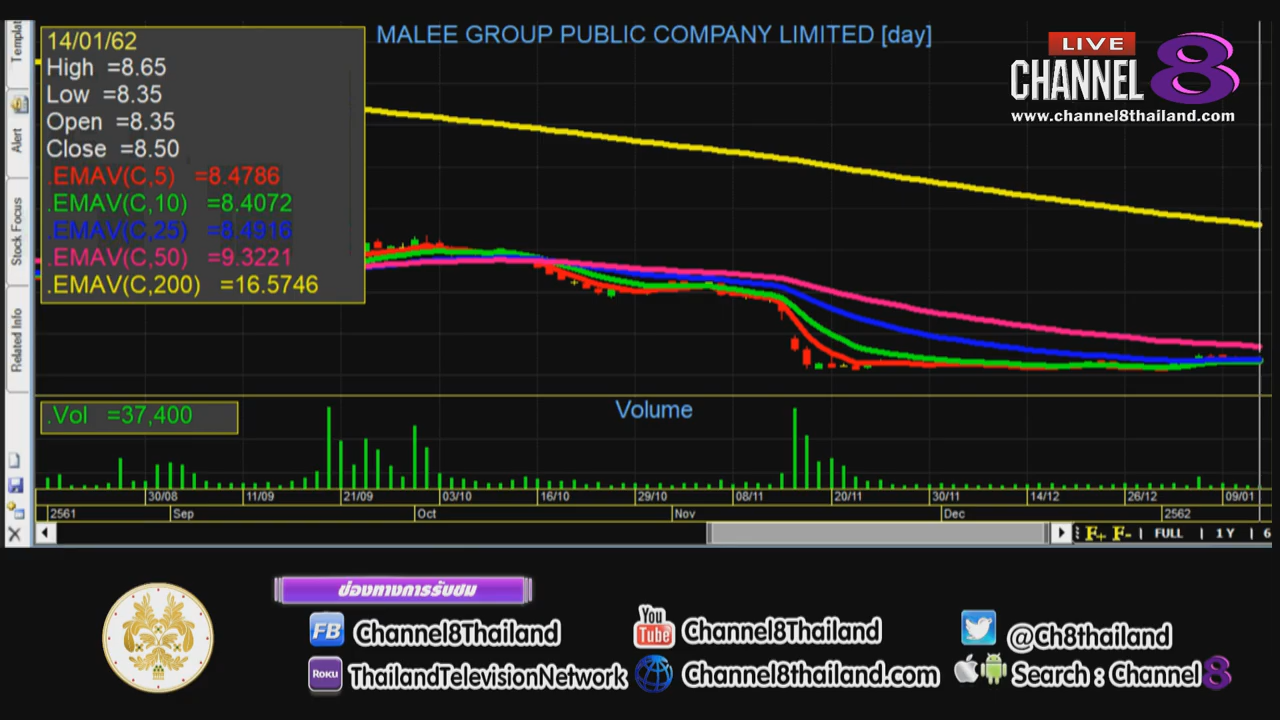 MALEE GROUP PUBLIC COMPANY LIMITED [day]
14/01/62
High =8.65
Low =8.35
Open =8.35
Close =8.50
.EMAV(C,5) =8.4786
.EMAV(C,10) =8.4072
.EMAV(C,25) =8.4916
.EMAV(C,50) =9.3221
.EMAV(C,200) =16.5746
LIVE
CHANNEL 8
www.channel8thailand.com
Templat
Alert
Stock Focus
Related Info
.Vol =37,400
Volume
30/08 11/09 21/09 03/10 16/10 29/10 08/11 20/11 30/11 14/12 26/12 09/01
2561 Sep Oct Nov Dec 2562
F+ F- FULL 1Y 6
ช่องทางการรับชม
FB Channel8Thailand
You Tube Channel8Thailand
@Ch8thailand
ROKU ThailandTelevisionNetwork
Channel8thailand.com
Search : Channel 8